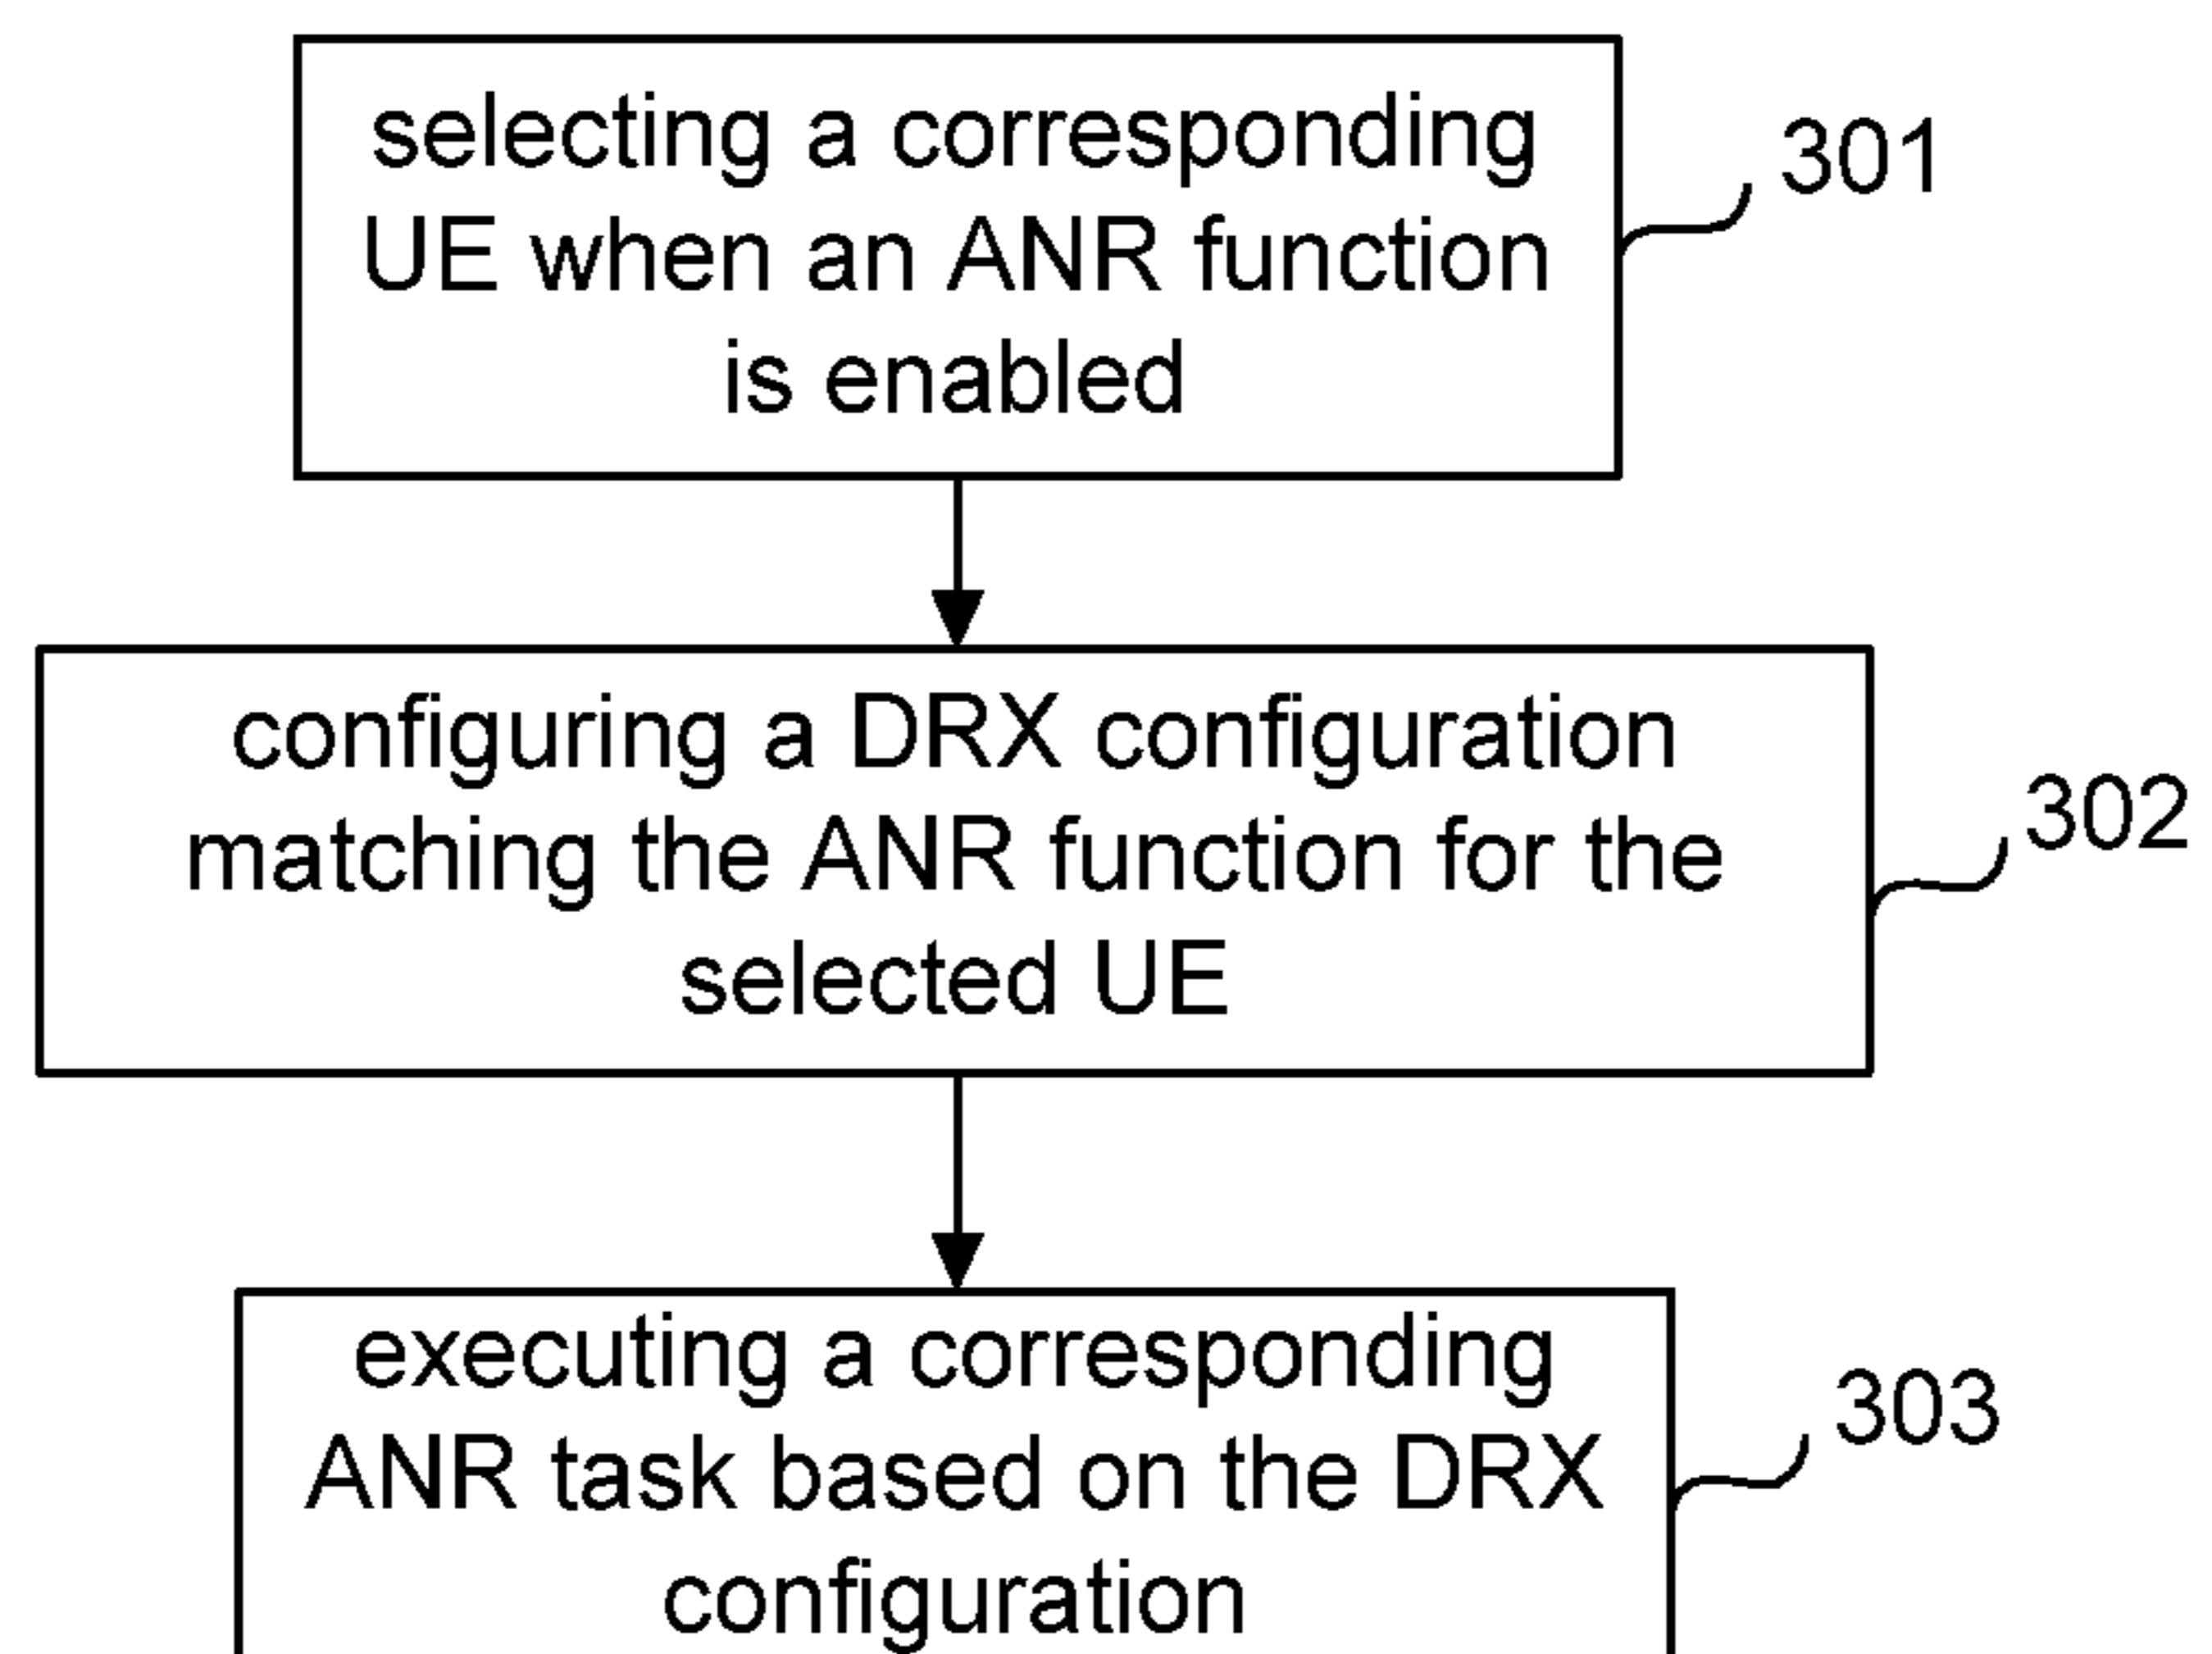 selecting a corresponding
UE when an ANR function
is enabled
301
configuring a DRX configuration
matching the ANR function for the
selected UE
302
executing a corresponding
ANR task based on the DRX
configuration
303